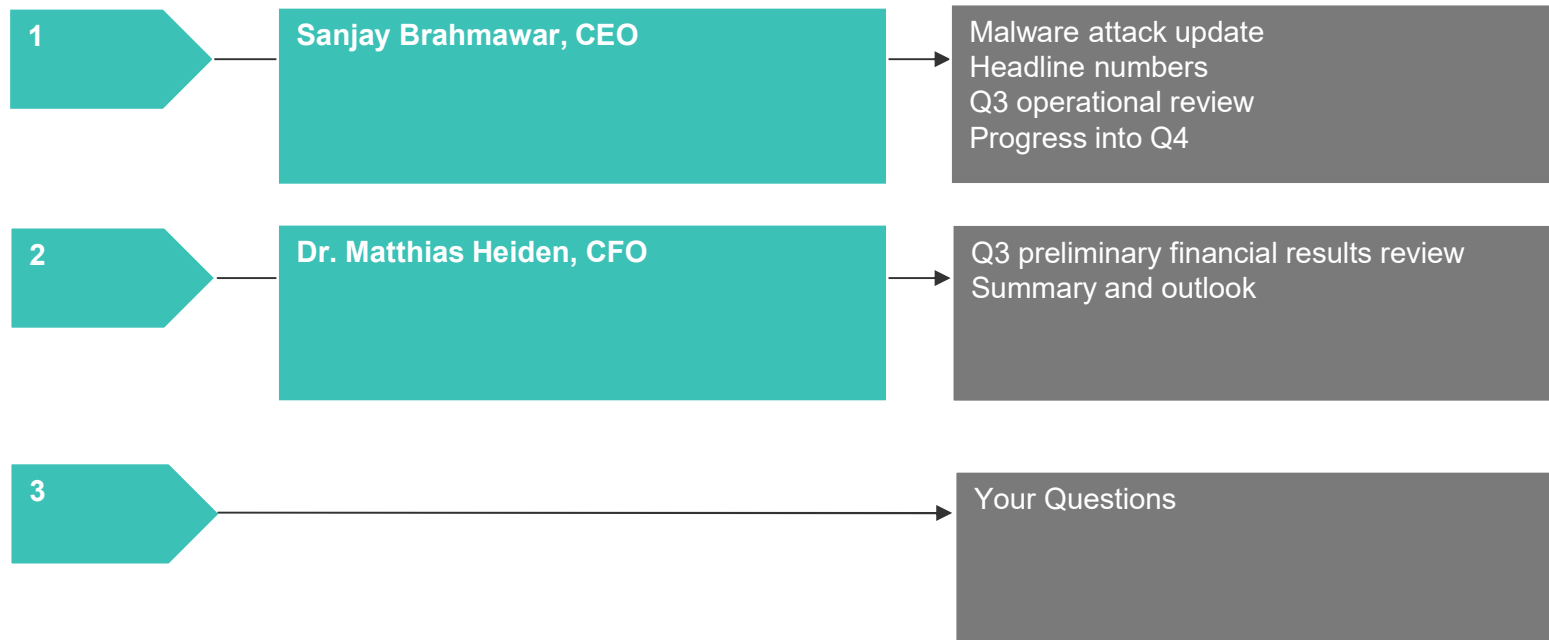 1
Sanjay Brahmawar, CEO
Malware attack update
Headline numbers
Q3 operational review
Progress into Q4
2
Dr. Matthias Heiden, CFO
Q3 preliminary financial results review
Summary and outlook
3
Your Questions